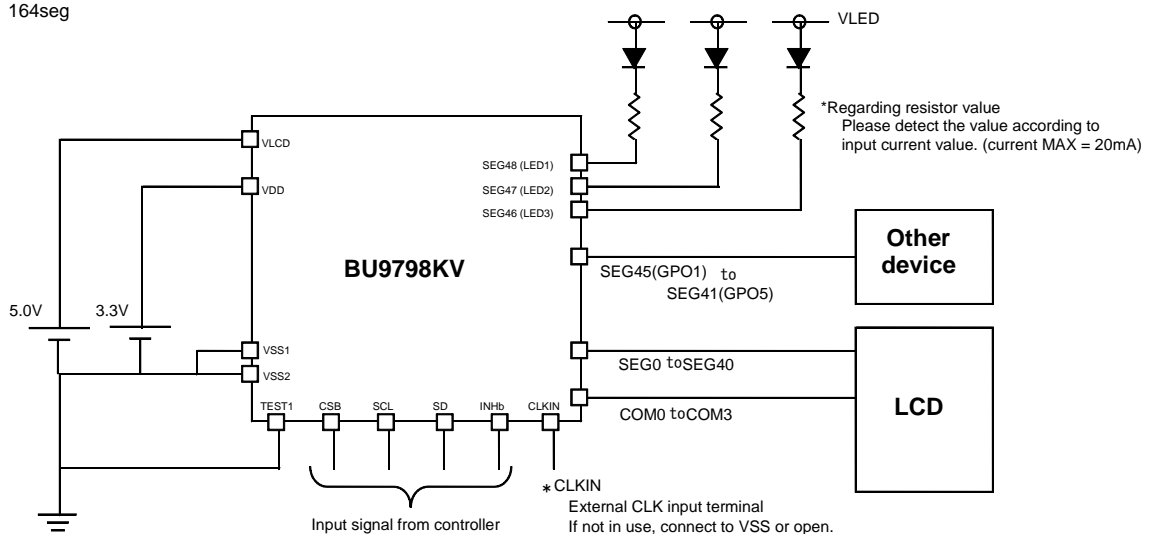 164seg
VLED
*Regarding resistor value
Please detect the value according to
input current value. (current MAX = 20mA)
VLCD
VDD
SEG48 (LED1)
SEG47 (LED2)
SEG46 (LED3)
BU9798KV
Other
device
SEG45(GPO1) to
SEG41(GPO5)
5.0V
3.3V
VSS1
VSS2
SEG0 toSEG40
LCD
COM0 toCOM3
TEST1
CSB
SCL
SD
INHb
CLKIN
*CLKIN
External CLK input terminal
If not in use, connect to VSS or open.
Input signal from controller